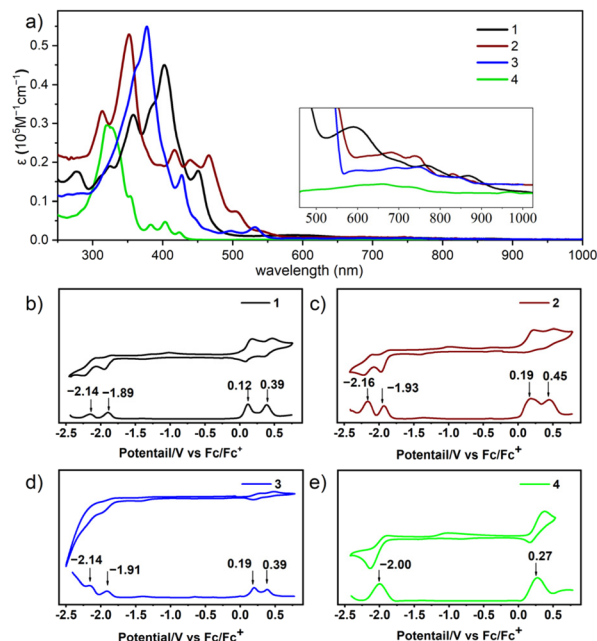 a)
1
2
3
4
ε (10⁵M⁻¹cm⁻¹)
0.5
0.4
0.3
0.2
0.1
0.0
500 600 700 800 900 1000
300 400 500 600 700 800 900 1000
wavelength (nm)
b)
1
−2.14 −1.89 0.12 0.39
-2.5 -2.0 -1.5 -1.0 -0.5 0.0 0.5
Potentail/V vs Fc/Fc⁺
c)
2
−2.16 −1.93 0.19 0.45
-2.5 -2.0 -1.5 -1.0 -0.5 0.0 0.5
Potentail/V vs Fc/Fc⁺
d)
3
−2.14 −1.91 0.19 0.39
-2.5 -2.0 -1.5 -1.0 -0.5 0.0 0.5
Potentail/V vs Fc/Fc⁺
e)
4
−2.00 0.27
-2.5 -2.0 -1.5 -1.0 -0.5 0.0 0.5
Potentail/V vs Fc/Fc⁺